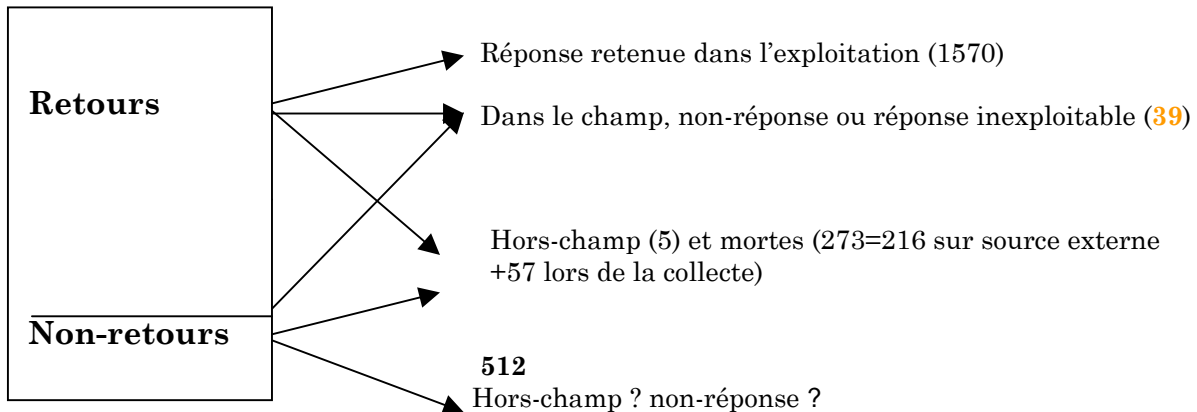 Réponse retenue dans l’exploitation (1570)
Retours
Dans le champ, non-réponse ou réponse inexploitable (39)
Hors-champ (5) et mortes (273=216 sur source externe
+57 lors de la collecte)
Non-retours
512
Hors-champ ? non-réponse ?